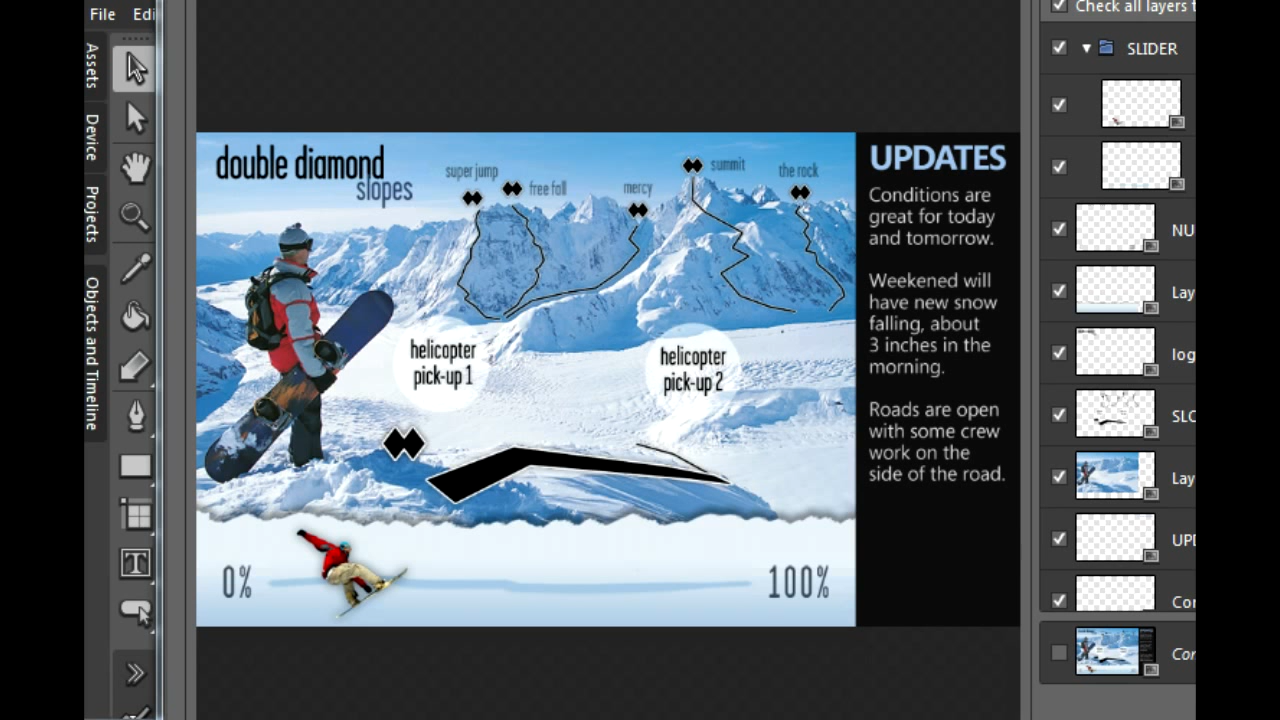 File
Assets
Device
Projects
Objects and Timeline
double diamond
slopes
super jump
free fall
mercy
summit
the rock
helicopter
pick-up 1
helicopter
pick-up 2
0%
100%
UPDATES
Conditions are
great for today
and tomorrow.
Weekened will
have new snow
falling, about
3 inches in the
morning.
Roads are open
with some crew
work on the
side of the road.
Check all layers t
SLIDER
NU
Lay
log
SLO
Lay
UPD
Cor
Cor